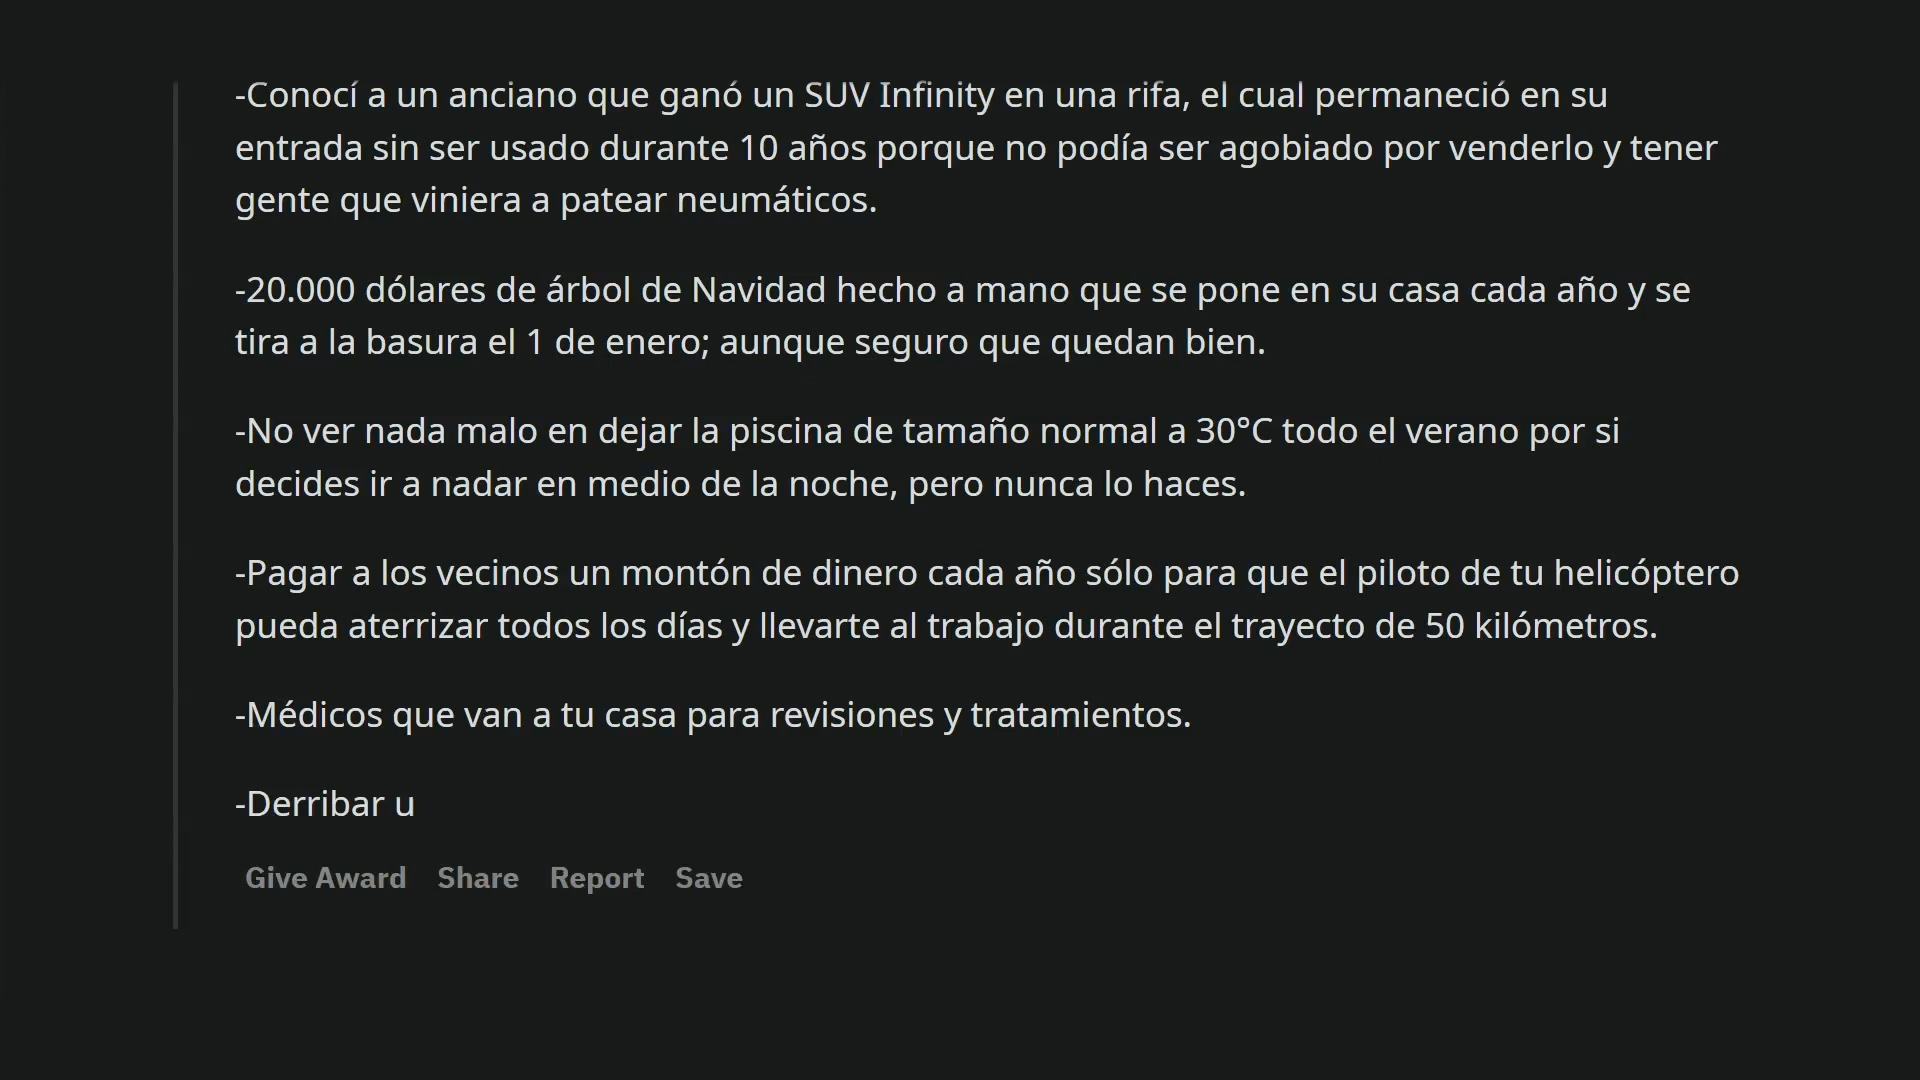 -Conocí a un anciano que ganó un SUV Infinity en una rifa, el cual permaneció en su
entrada sin ser usado durante 10 años porque no podía ser agobiado por venderlo y tener
gente que viniera a patear neumáticos.
-20.000 dólares de árbol de Navidad hecho a mano que se pone en su casa cada año y se
tira a la basura el 1 de enero; aunque seguro que quedan bien.
-No ver nada malo en dejar la piscina de tamaño normal a 30°C todo el verano por si
decides ir a nadar en medio de la noche, pero nunca lo haces.
-Pagar a los vecinos un montón de dinero cada año sólo para que el piloto de tu helicóptero
pueda aterrizar todos los días y llevarte al trabajo durante el trayecto de 50 kilómetros.
-Médicos que van a tu casa para revisiones y tratamientos.
-Derribar u
Give Award Share Report Save